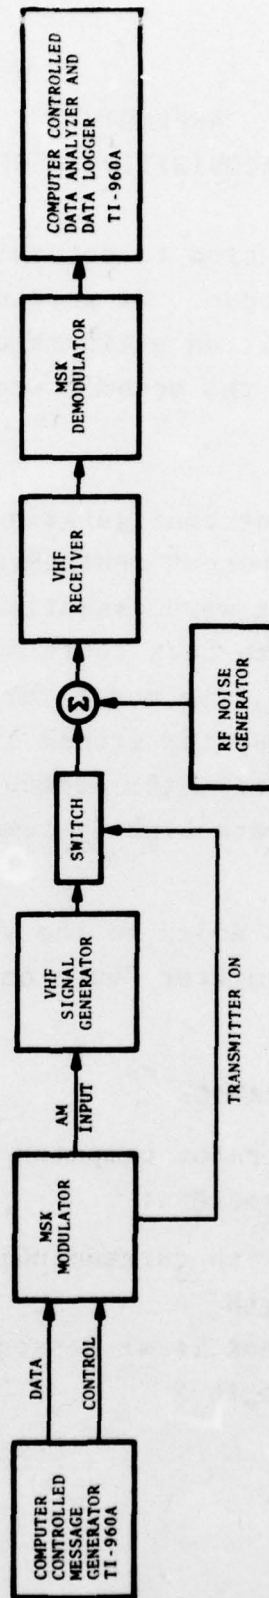 COMPUTER
CONTROLLED
MESSAGE
GENERATOR
TI-960A
DATA
CONTROL
MSK
MODULATOR
AM
INPUT
VHF
SIGNAL
GENERATOR
SWITCH
TRANSMITTER ON
Σ
RF NOISE
GENERATOR
VHF
RECEIVER
MSK
DEMODULATOR
COMPUTER CONTROLLED
DATA ANALYZER AND
DATA LOGGER
TI-960A